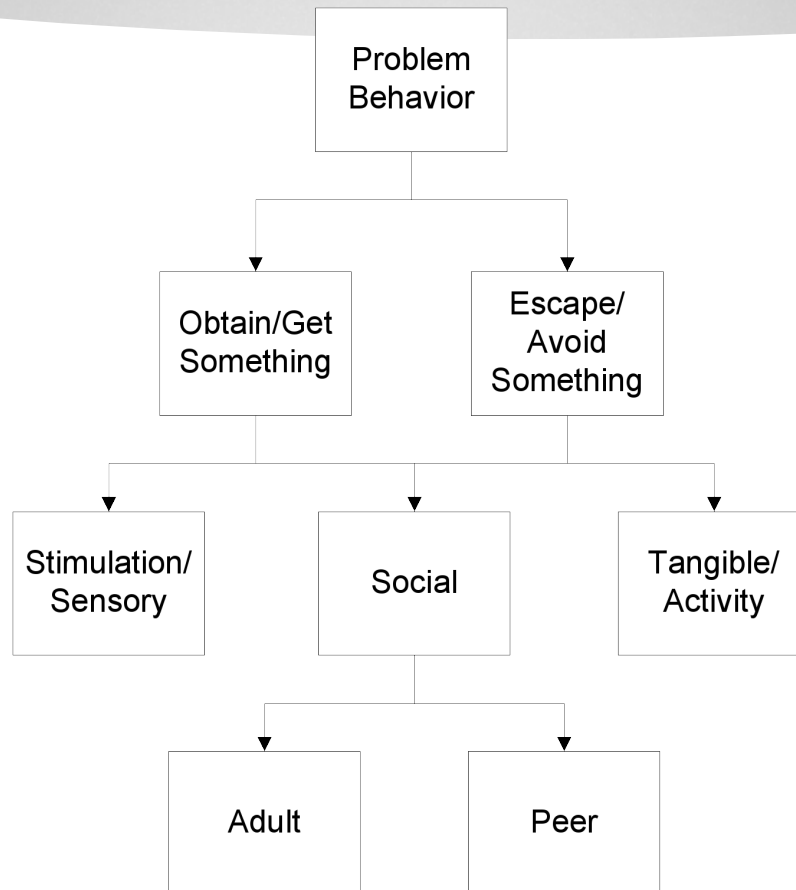 Problem
Behavior
Obtain/Get
Something
Escape/
Avoid
Something
Stimulation/
Sensory
Social
Tangible/
Activity
Adult
Peer